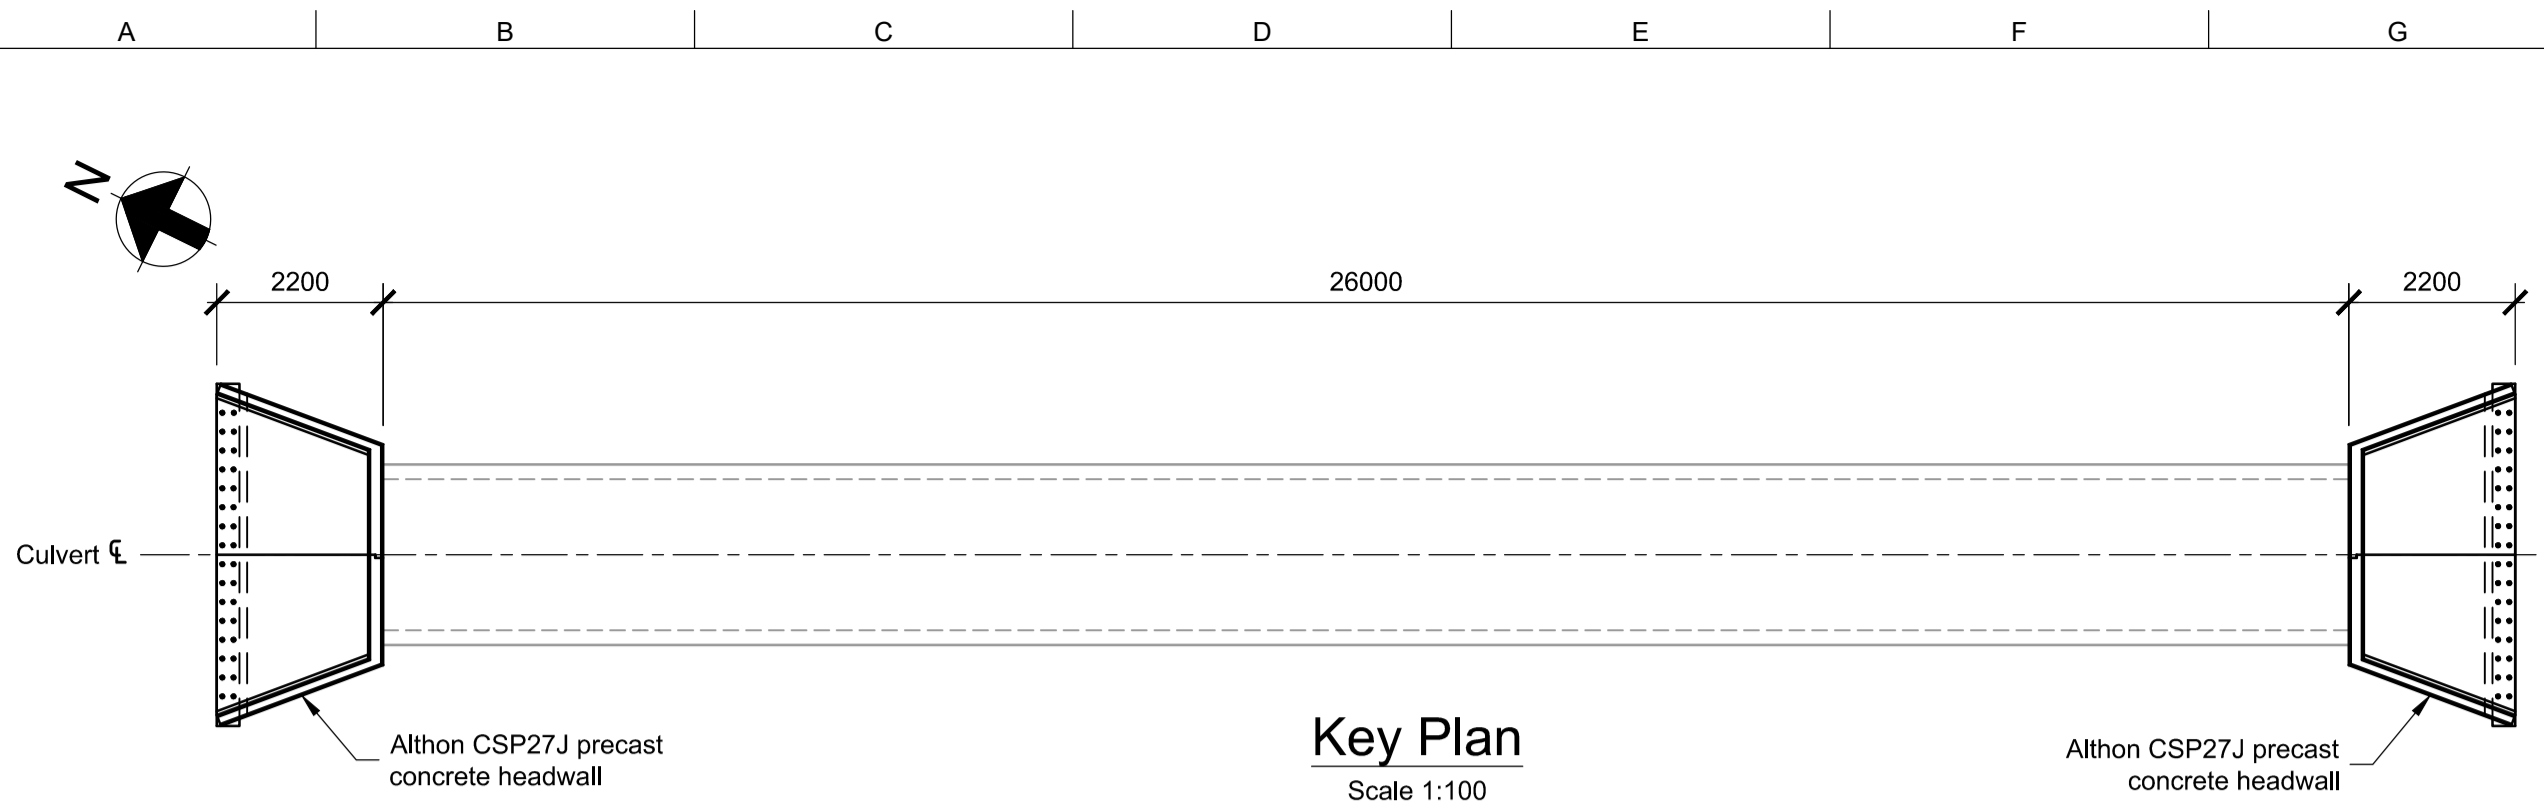 A B C D E F G
N
2200 26000 2200
Culvert ℄
Althon CSP27J precast
concrete headwall
Key Plan
Scale 1:100
Althon CSP27J precast
concrete headwall